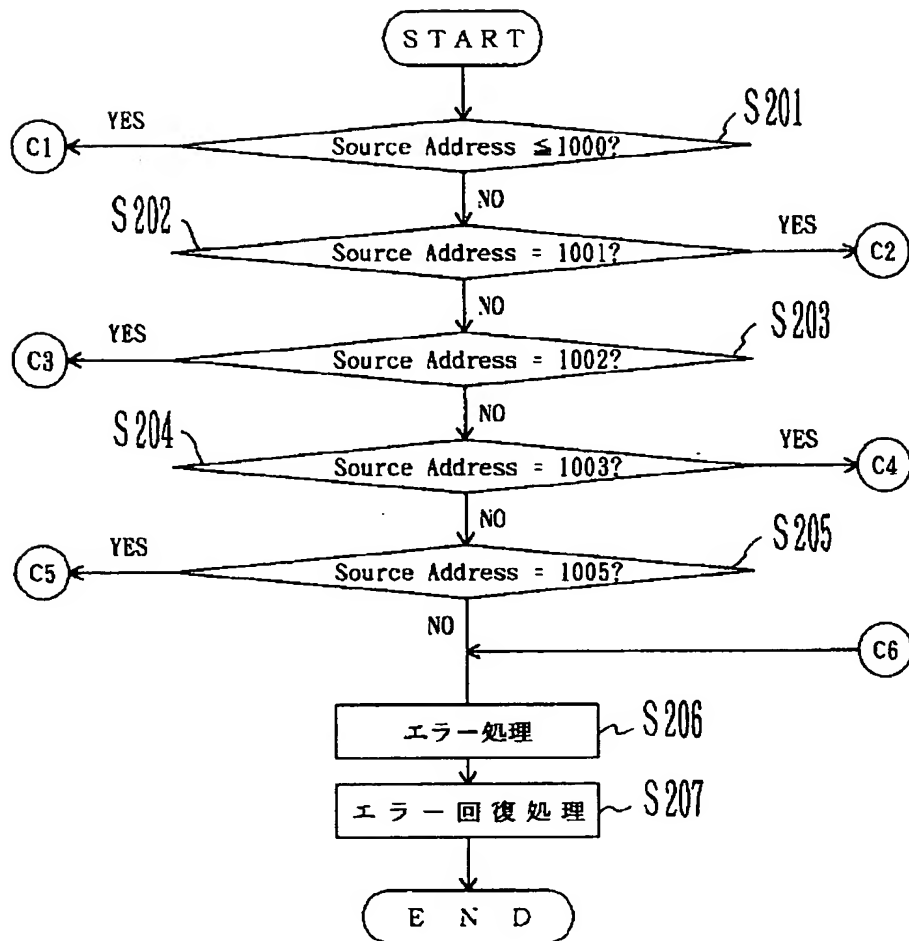 START
S201
YES
C1
Source Address ≦1000?
NO
S202
YES
Source Address = 1001?
C2
NO
S203
YES
C3
Source Address = 1002?
NO
S204
YES
Source Address = 1003?
C4
NO
S205
YES
C5
Source Address = 1005?
NO
C6
エラー処理
S206
エラー回復処理
S207
END